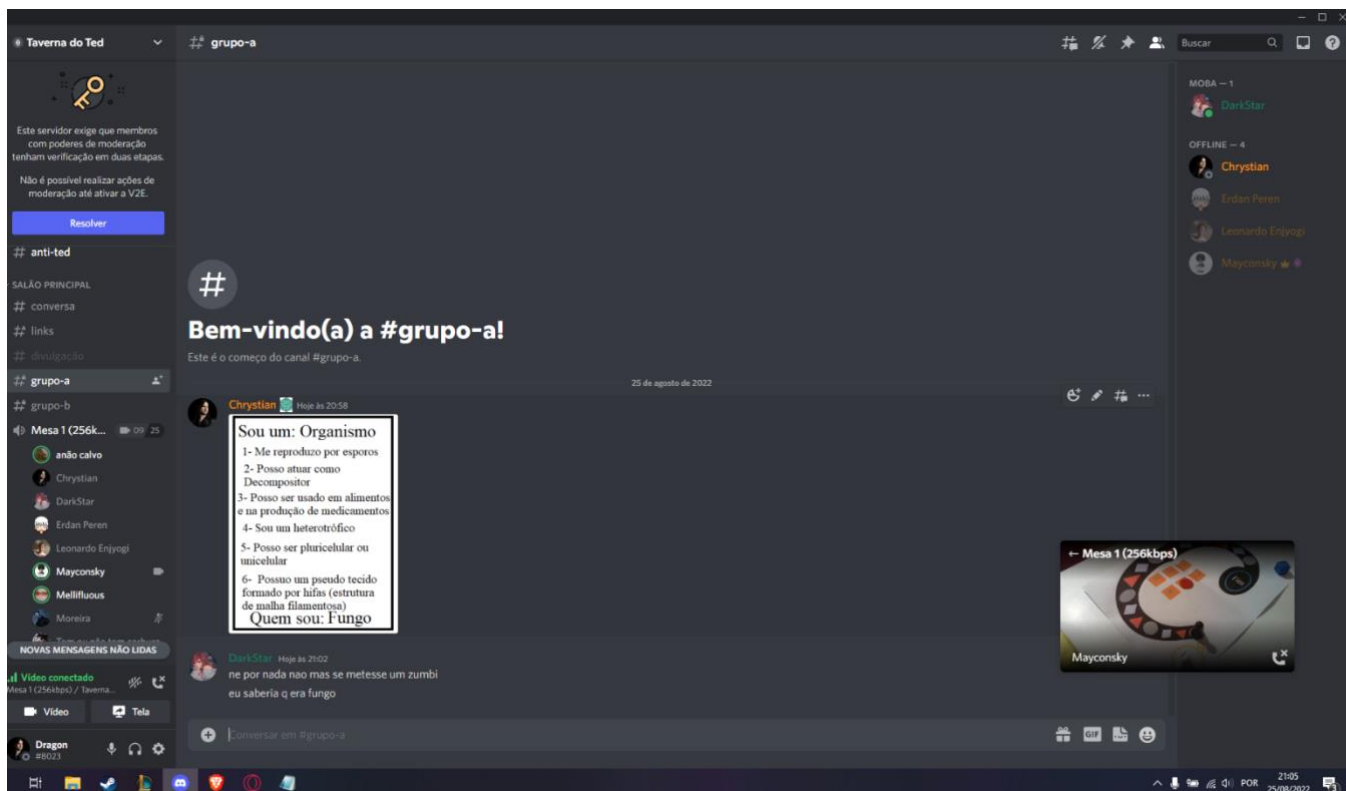 Taverna do Ted
grupo-a
Buscar
Este servidor exige que membros
com poderes de moderação
tenham verificação em duas etapas.
Não é possível realizar ações de
moderação até ativar a V2E.
Resolver
anti-ted
SALÃO PRINCIPAL
conversa
links
divulgação
grupo-a
grupo-b
Mesa 1 (256k... 09 25
anão calvo
Chrystian
DarkStar
Erdan Peren
Leonardo Enjyogi
Mayconsky
Mellifluous
Moreira
NOVAS MENSAGENS NÃO LIDAS
Vídeo conectado
Mesa 1 (256kbps) / Taverna...
Vídeo
Tela
Dragon
#8023
#
Bem-vindo(a) a #grupo-a!
Este é o começo do canal #grupo-a.
25 de agosto de 2022
Chrystian Hoje às 20:58
Sou um: Organismo
1- Me reproduzo por esporos
2- Posso atuar como
Decompositor
3- Posso ser usado em alimentos
e na produção de medicamentos
4- Sou um heterotrófico
5- Posso ser pluricelular ou
unicelular
6- Possuo um pseudo tecido
formado por hifas (estrutura
de malha filamentosa)
Quem sou: Fungo
DarkStar Hoje às 21:02
ne por nada nao mas se metesse um zumbi
eu saberia q era fungo
Conversar em #grupo-a
GIF
MOBA — 1
DarkStar
OFFLINE — 4
Chrystian
Erdan Peren
Leonardo Enjyogi
Mayconsky
← Mesa 1 (256kbps)
Mayconsky
POR
21:05
25/08/2022